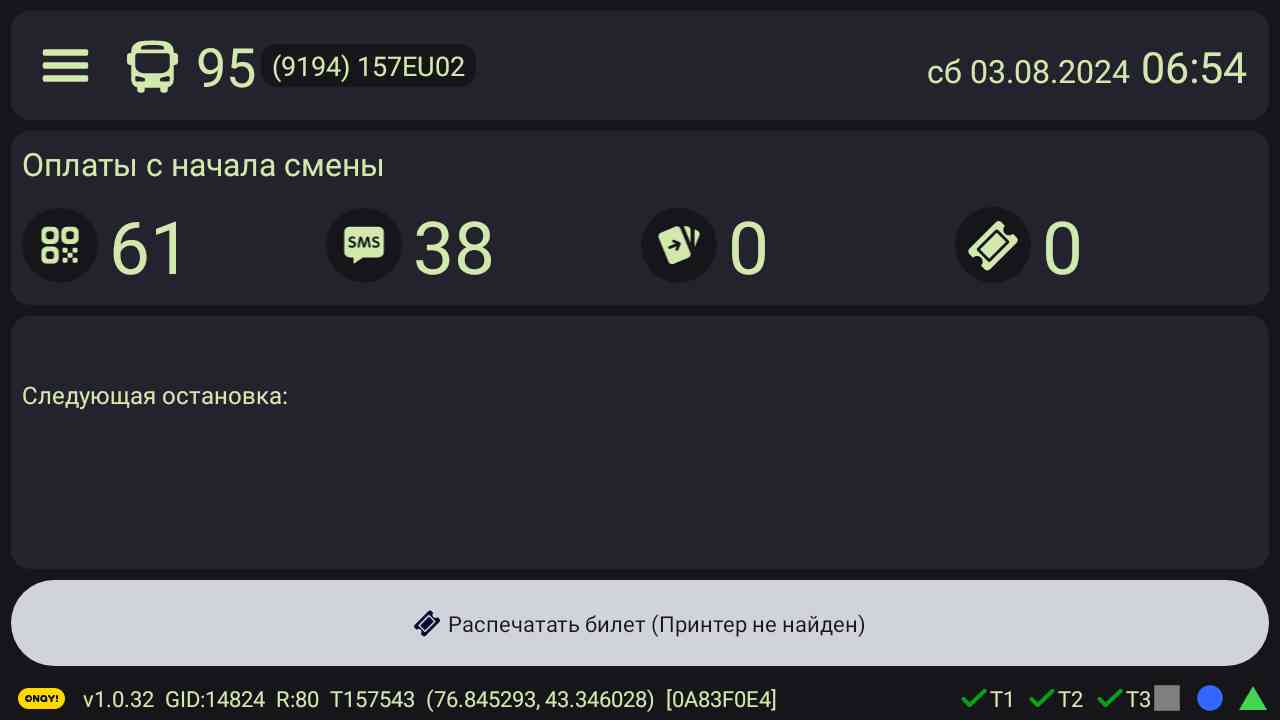 95 (9194) 157EU02 сб 03.08.2024 06:54
Оплаты с начала смены
61 SMS 38 0 0
Следующая остановка:
Распечатать билет (Принтер не найден)
ONAY! v1.0.32 GID:14824 R:80 T157543 (76.845293, 43.346028) [0A83F0E4] T1 T2 T3